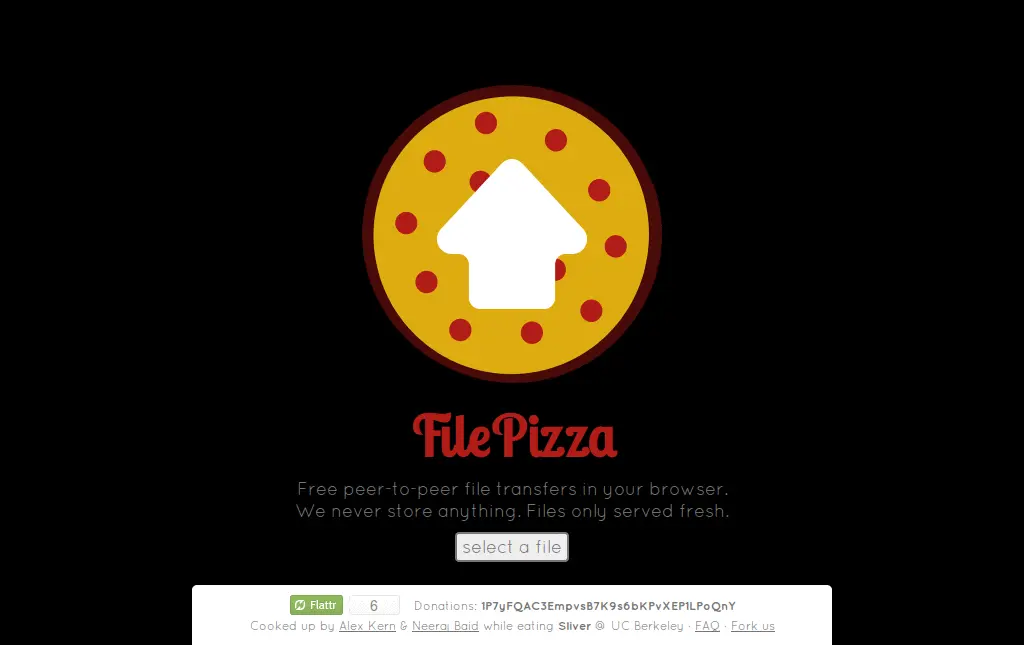 FilePizza
Free peer-to-peer file transfers in your browser.
We never store anything. Files only served fresh.
select a file
Flattr 6 Donations: 1P7yFQAC3EmpvsB7K9s6bKPvXEP1LPoQnY
Cooked up by Alex Kern & Neeraj Baid while eating Sliver @ UC Berkeley · FAQ · Fork us